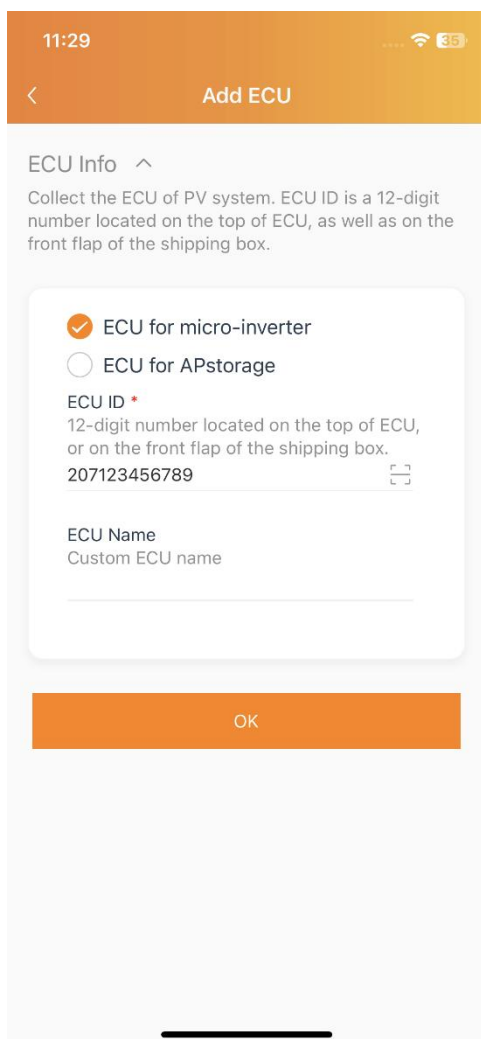 11:29
35
Add ECU
ECU Info
Collect the ECU of PV system. ECU ID is a 12-digit
number located on the top of ECU, as well as on the
front flap of the shipping box.
ECU for micro-inverter
ECU for APstorage
ECU ID *
12-digit number located on the top of ECU,
or on the front flap of the shipping box.
207123456789
ECU Name
Custom ECU name
OK